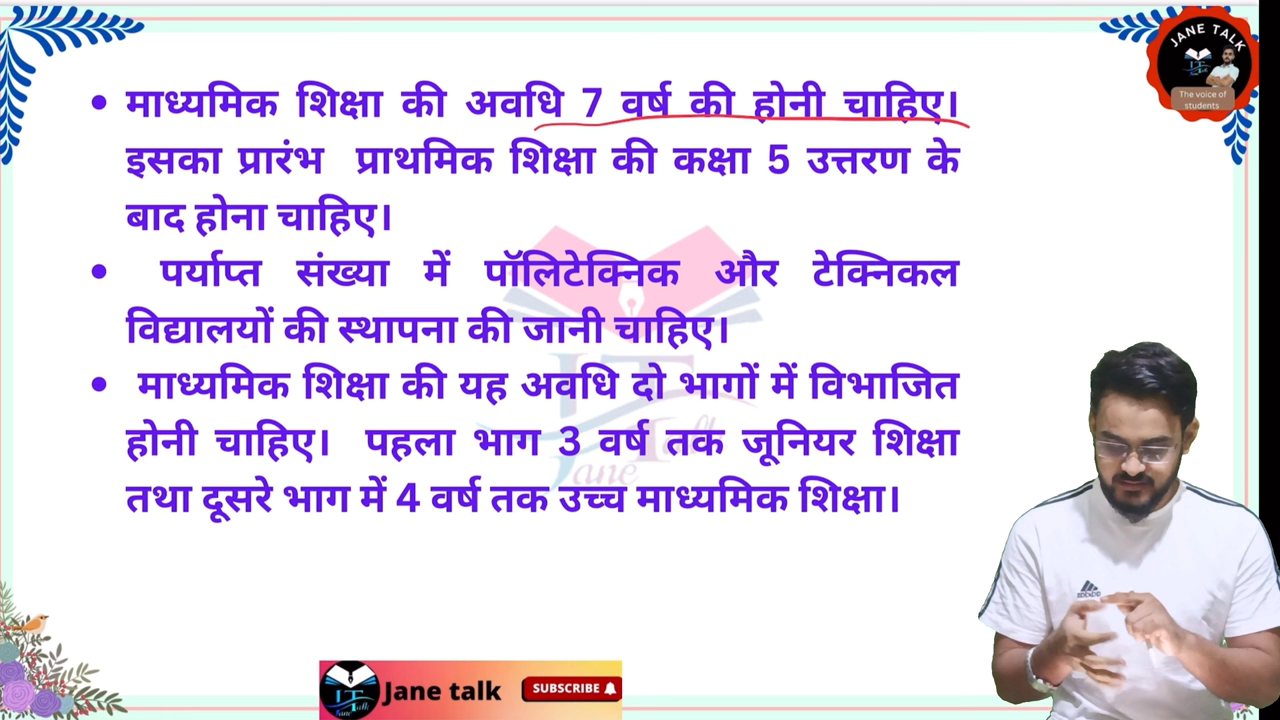 JANE TALK
The voice of
students
• माध्यमिक शिक्षा की अवधि 7 वर्ष की होनी चाहिए।
इसका प्रारंभ प्राथमिक शिक्षा की कक्षा 5 उत्तरण के
बाद होना चाहिए।
• पर्याप्त संख्या में पॉलिटेक्निक और टेक्निकल
विद्यालयों की स्थापना की जानी चाहिए।
• माध्यमिक शिक्षा की यह अवधि दो भागों में विभाजित
होनी चाहिए। पहला भाग 3 वर्ष तक जूनियर शिक्षा
तथा दूसरे भाग में 4 वर्ष तक उच्च माध्यमिक शिक्षा।
Jane Talk
Jane talk
SUBSCRIBE